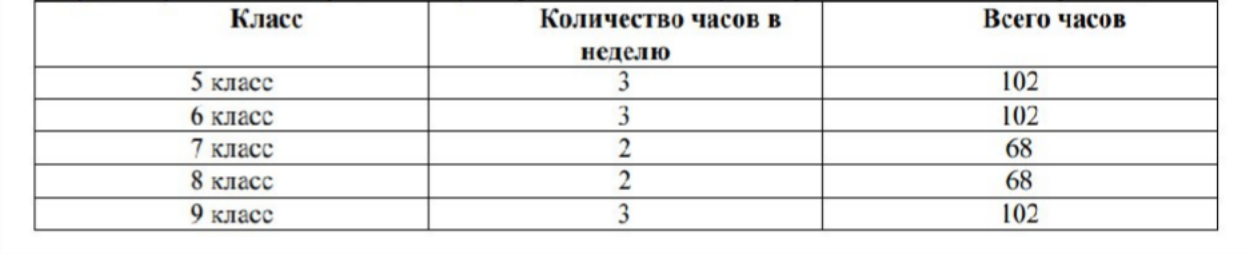 Класс Количество часов в неделю Всего часов
5 класс 3 102
6 класс 3 102
7 класс 2 68
8 класс 2 68
9 класс 3 102